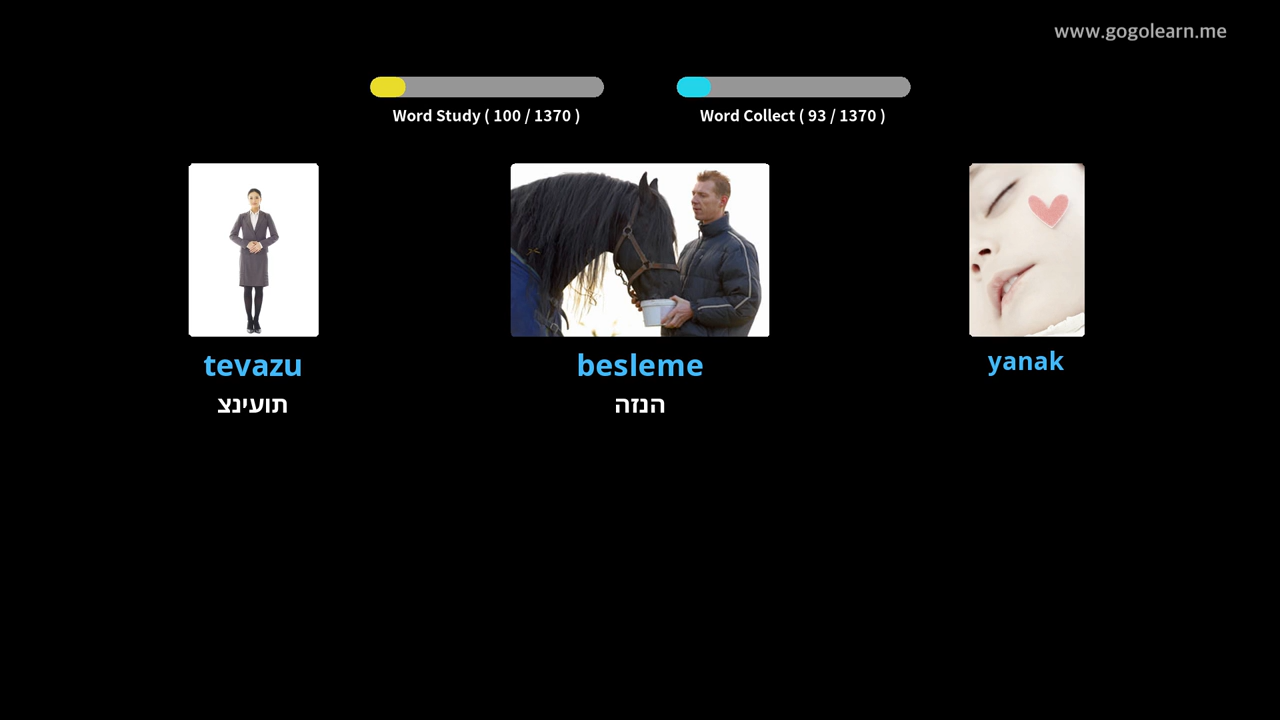 www.gogolearn.me
Word Study ( 100 / 1370 )
Word Collect ( 93 / 1370 )
tevazu
besleme
yanak
תועינצ
הנזה